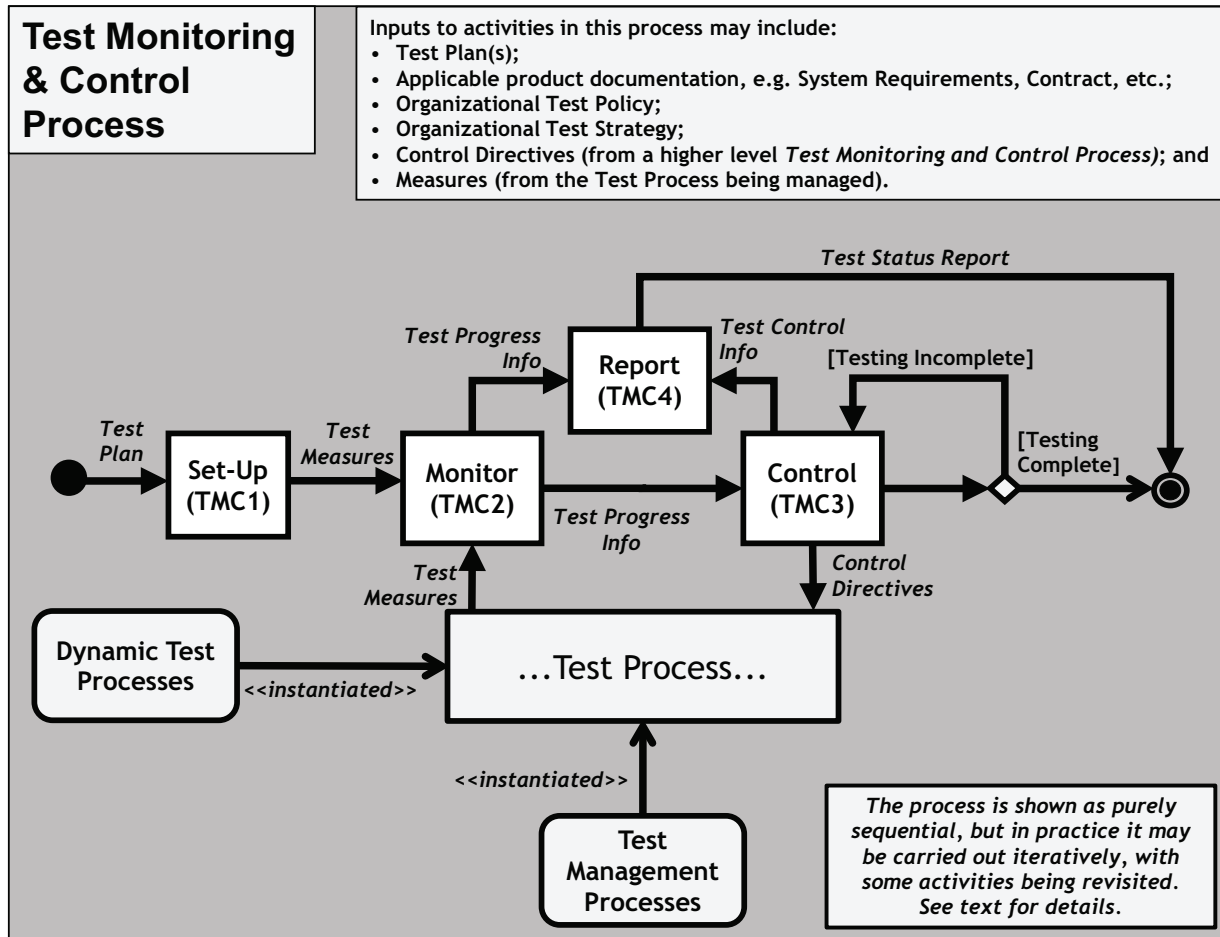 Test Monitoring
& Control
Process
Inputs to activities in this process may include:
• Test Plan(s);
• Applicable product documentation, e.g. System Requirements, Contract, etc.;
• Organizational Test Policy;
• Organizational Test Strategy;
• Control Directives (from a higher level Test Monitoring and Control Process); and
• Measures (from the Test Process being managed).
Test Status Report
Test Progress
Info
Report
(TMC4)
Test Control
Info
[Testing Incomplete]
Test
Plan
Set-Up
(TMC1)
Test
Measures
Monitor
(TMC2)
Test Progress
Info
Control
(TMC3)
[Testing
Complete]
Test
Measures
Control
Directives
Dynamic Test
Processes
<<instantiated>>
...Test Process...
<<instantiated>>
Test
Management
Processes
The process is shown as purely
sequential, but in practice it may
be carried out iteratively, with
some activities being revisited.
See text for details.